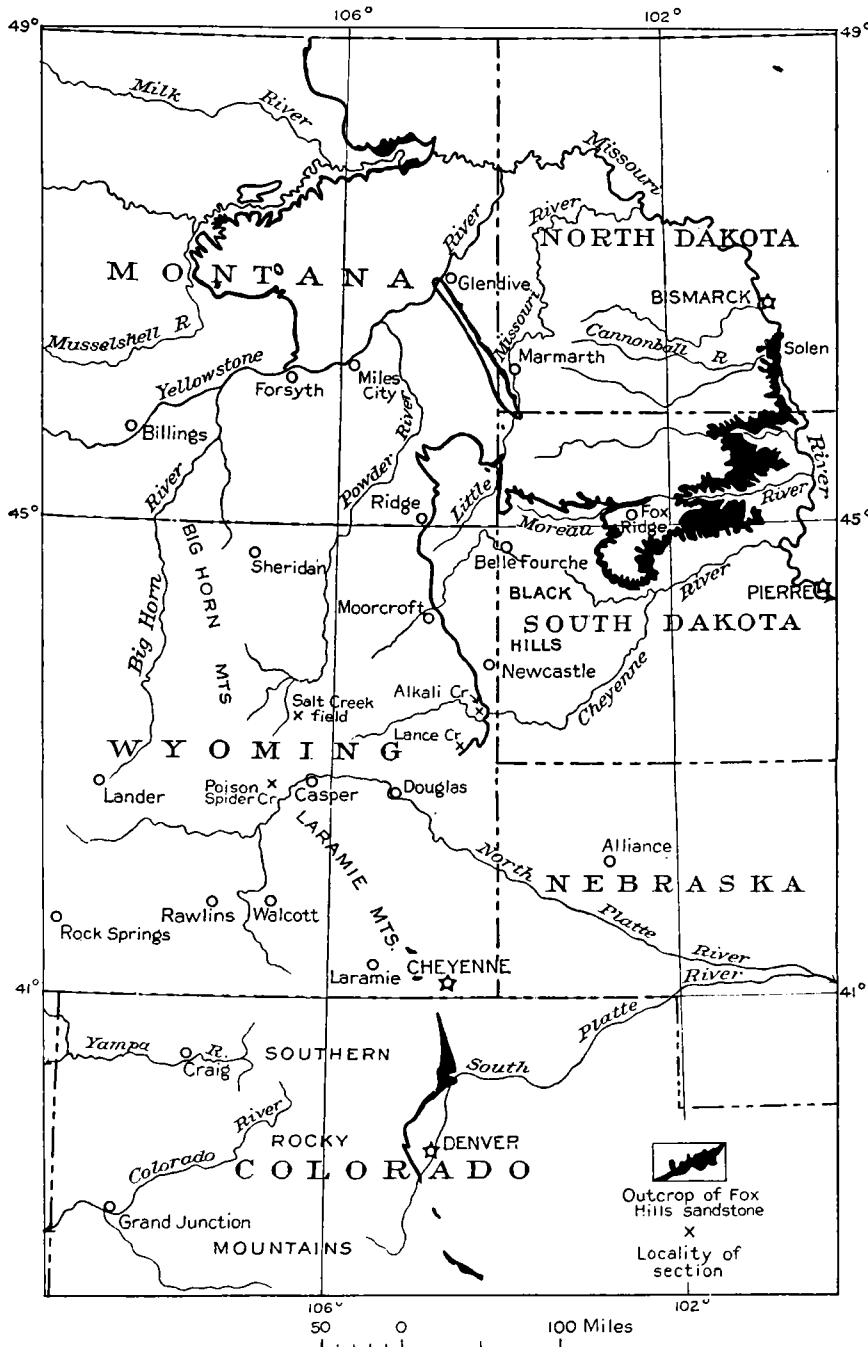 106°
102°
49°
49°
Milk
River
Missouri
River
River
NORTH DAKOTA
MONTANA
Glendive
BISMARCK
Missouri
Musselshell R
Cannonball R
Solen
Marmarth
Yellowstone
Forsyth
Miles
City
Billings
River
Powder River
River
Little
Ridge
45°
Moreau
Fox
Ridge
River
45°
BIG HORN
MTS
Sheridan
Belle Fourche
River
BLACK
PIERRE
Big Horn
Moorcroft
SOUTH DAKOTA
HILLS
Newcastle
Alkali Cr
Cheyenne
Salt Creek
field
Lance Cr
WYOMING
Lander
Poison
Spider Cr
Casper
Douglas
LARAMIE MTS.
North
Alliance
NEBRASKA
Platte
Rawlins
Walcott
Rock Springs
River
Laramie
CHEYENNE
River
41°
41°
Platte
Yampa R.
Craig
SOUTHERN
South
River
ROCKY
DENVER
Colorado
COLORADO
Outcrop of Fox
Hills sandstone
Grand Junction
x
MOUNTAINS
Locality of
section
106°
102°
50 0 100 Miles